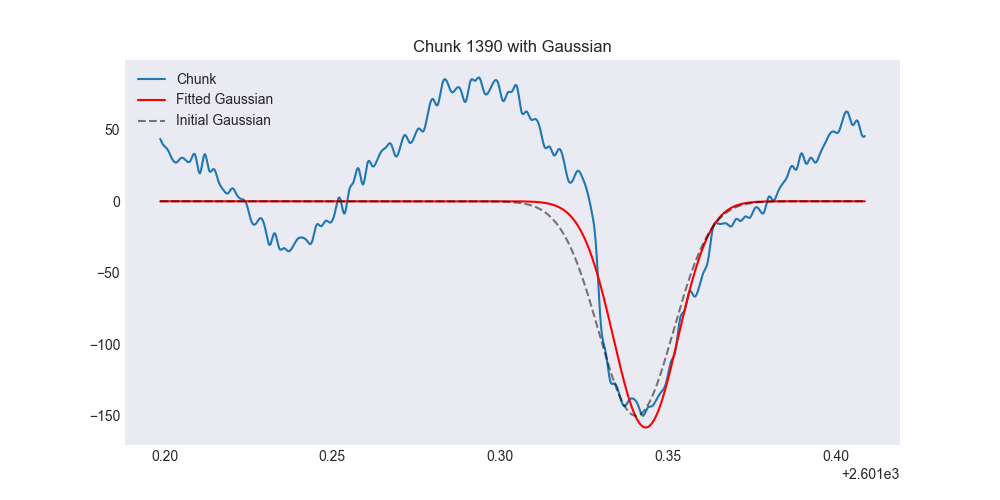 Chunk 1390 with Gaussian
Chunk
Fitted Gaussian
Initial Gaussian
50
0
−50
−100
−150
0.20 0.25 0.30 0.35 0.40
+2.601e3